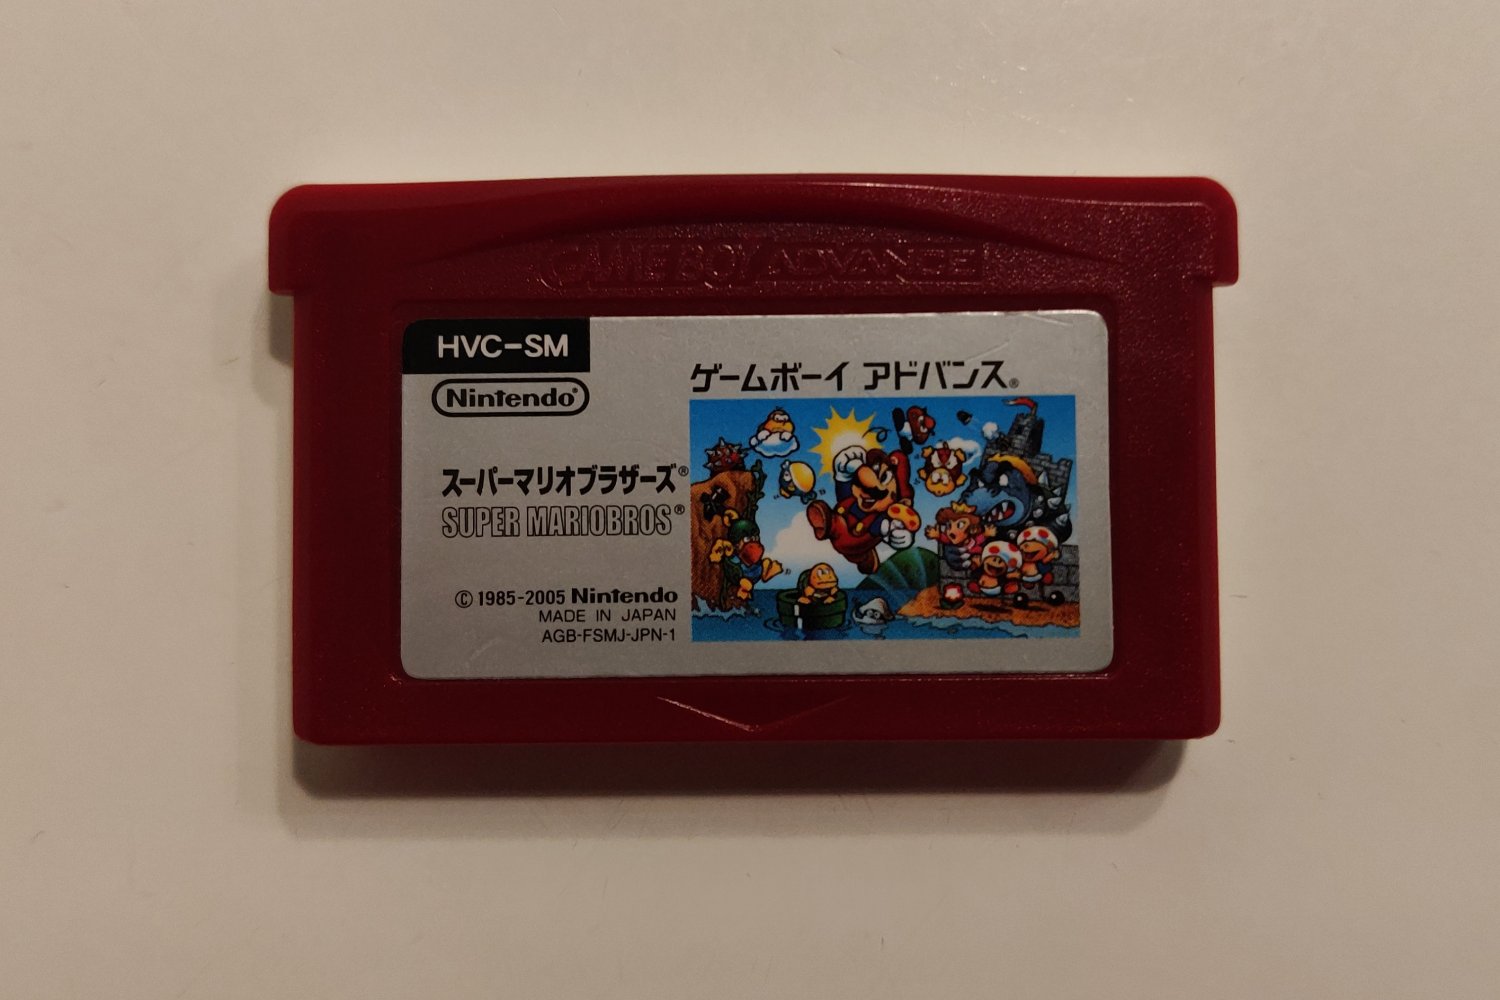 GAME BOY ADVANCE
HVC-SM
Nintendo®
ゲームボーイ アドバンス®
スーパーマリオブラザーズ®
SUPER MARIOBROS®
© 1985-2005 Nintendo
MADE IN JAPAN
AGB-FSMJ-JPN-1